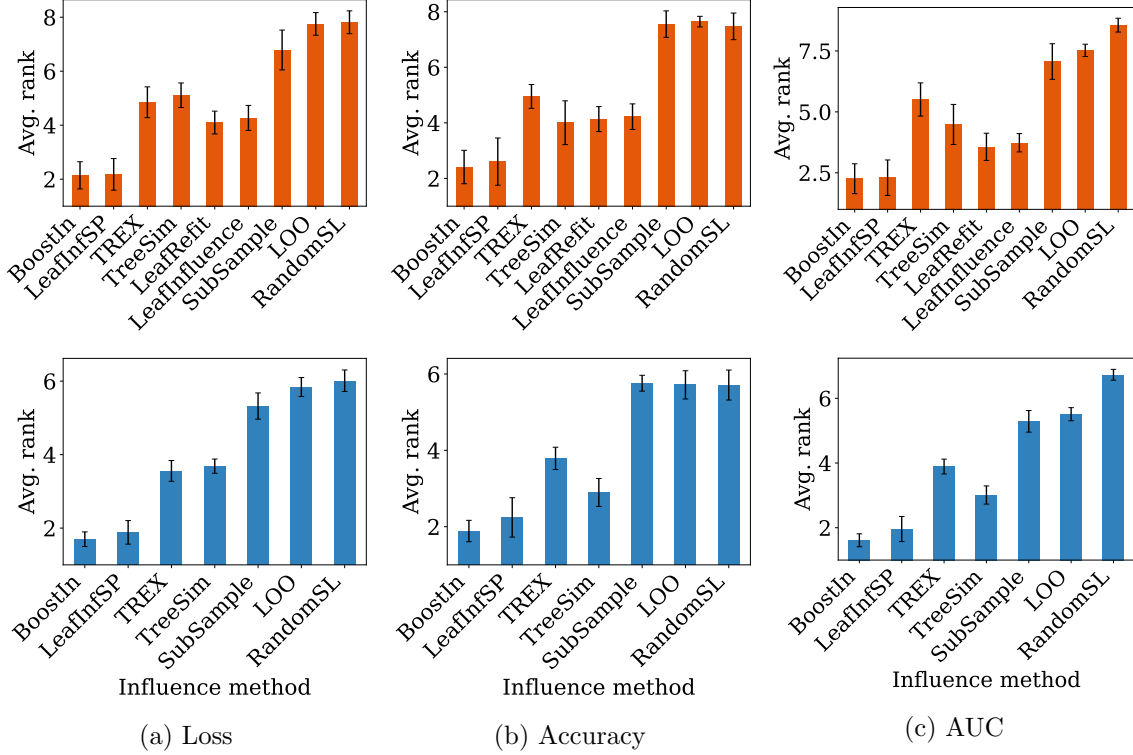 Avg. rank
8
6
4
2
BoostIn
LeafInfSP
TREX
TreeSim
LeafRefit
LeafInfluence
SubSample
LOO
RandomSL
Avg. rank
8
6
4
2
BoostIn
LeafInfSP
TREX
TreeSim
LeafRefit
LeafInfluence
SubSample
LOO
RandomSL
Avg. rank
7.5
5.0
2.5
BoostIn
LeafInfSP
TREX
TreeSim
LeafRefit
LeafInfluence
SubSample
LOO
RandomSL
Avg. rank
6
4
2
BoostIn
LeafInfSP
TREX
TreeSim
SubSample
LOO
RandomSL
Influence method
Avg. rank
6
4
2
BoostIn
LeafInfSP
TREX
TreeSim
SubSample
LOO
RandomSL
Influence method
Avg. rank
6
4
2
BoostIn
LeafInfSP
TREX
TreeSim
SubSample
LOO
RandomSL
Influence method
(a) Loss
(b) Accuracy
(c) AUC